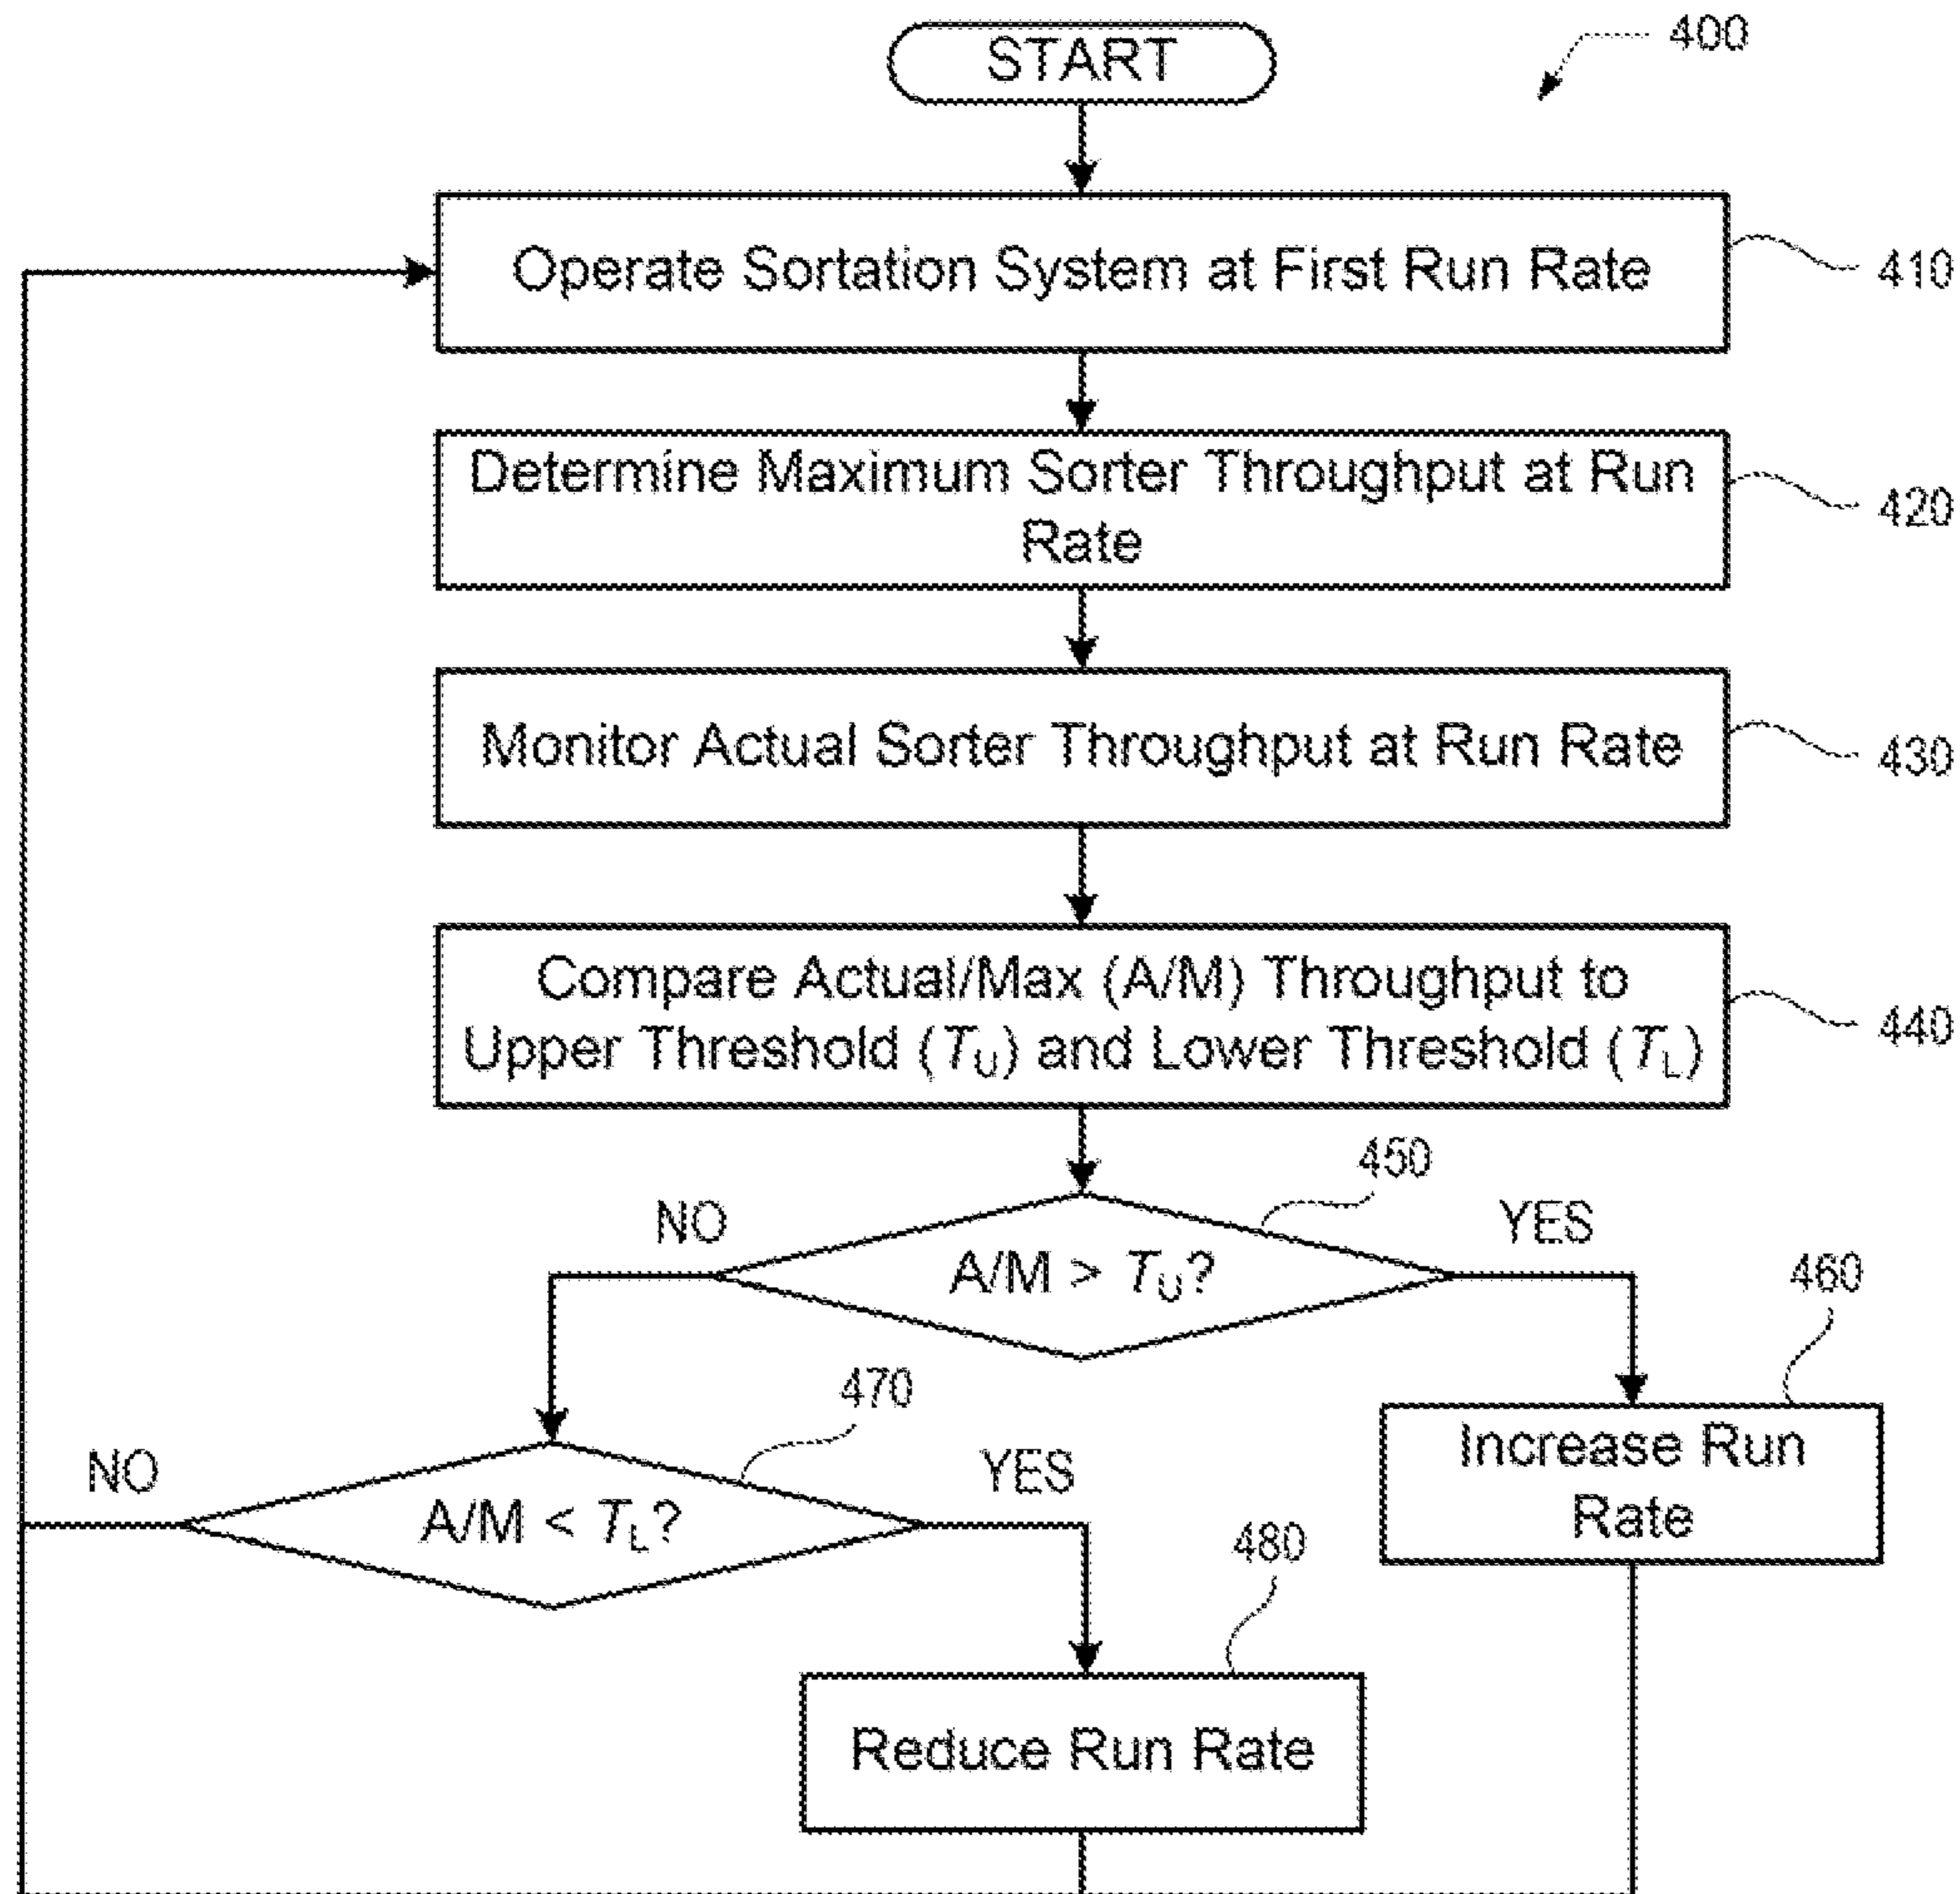 START
400
Operate Sortation System at First Run Rate
410
Determine Maximum Sorter Throughput at Run
Rate
420
Monitor Actual Sorter Throughput at Run Rate
430
Compare Actual/Max (A/M) Throughput to
Upper Threshold (TU) and Lower Threshold (TL)
440
450
NO
YES
A/M > TU?
460
470
Increase Run
Rate
NO
YES
A/M < TL?
480
Reduce Run Rate